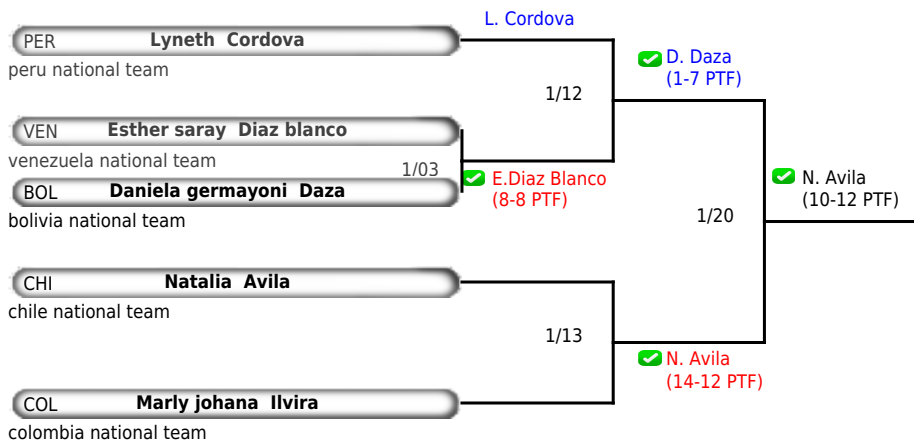 L. Cordova
PER Lyneth Cordova
peru national team
D. Daza
(1-7 PTF)
1/12
VEN Esther saray Diaz blanco
venezuela national team
1/03
E.Diaz Blanco
(8-8 PTF)
BOL Daniela germayoni Daza
bolivia national team
N. Avila
(10-12 PTF)
1/20
CHI Natalia Avila
chile national team
1/13
N. Avila
(14-12 PTF)
COL Marly johana Ilvira
colombia national team